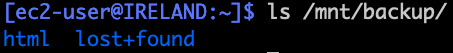 [ec2-user@IRELAND:~]$ ls /mnt/backup/
html  lost+found